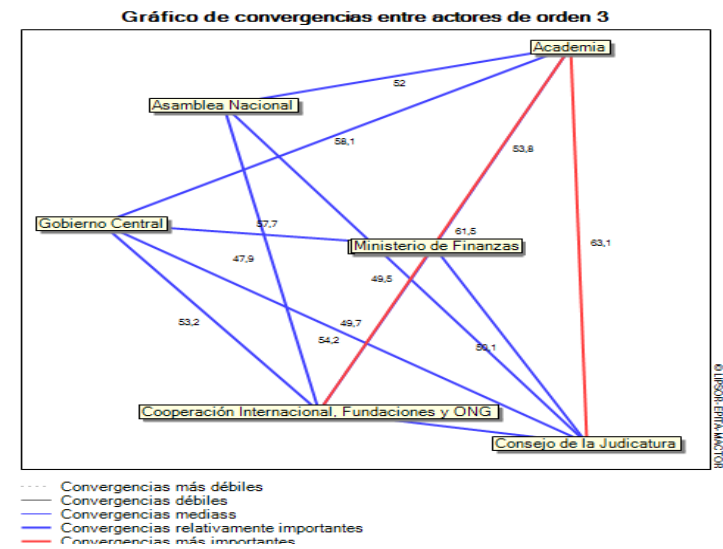 Gráfico de convergencias entre actores de orden 3
Academia
52
Asamblea Nacional
58,1
53,8
Gobierno Central
57,7
61,5
Ministerio de Finanzas
63,1
47,9
49,5
53,2
49,7
54,2
50,1
Cooperación Internacional, Fundaciones y ONG
Consejo de la Judicatura
© LIPSOR-EPITA-MACTOR
Convergencias más débiles
Convergencias débiles
Convergencias mediass
Convergencias relativamente importantes
Convergencias más importantes